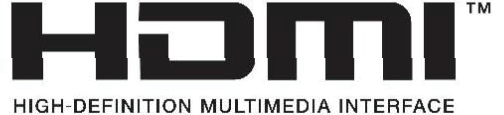 HDMI™
HIGH-DEFINITION MULTIMEDIA INTERFACE